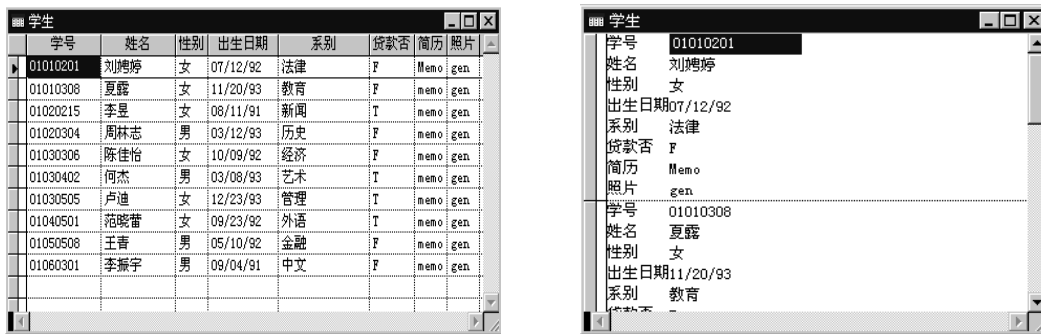 学生
学号 姓名 性别 出生日期 系别 贷款否 简历 照片
01010201 刘娉婷 女 07/12/92 法律 F Memo gen
01010308 夏露 女 11/20/93 教育 F memo gen
01020215 李昱 女 08/11/91 新闻 T memo gen
01020304 周林志 男 03/12/93 历史 F memo gen
01030306 陈佳怡 女 10/09/92 经济 F memo gen
01030402 何杰 男 03/08/93 艺术 T memo gen
01030505 卢迪 女 12/23/93 管理 T memo gen
01040501 范晓蕾 女 09/23/92 外语 T memo gen
01050508 王青 男 05/10/92 金融 F memo gen
01060301 李振宇 男 09/04/91 中文 F memo gen
学生
学号 01010201
姓名 刘娉婷
性别 女
出生日期07/12/92
系别 法律
贷款否 F
简历 Memo
照片 gen
学号 01010308
姓名 夏露
性别 女
出生日期11/20/93
系别 教育